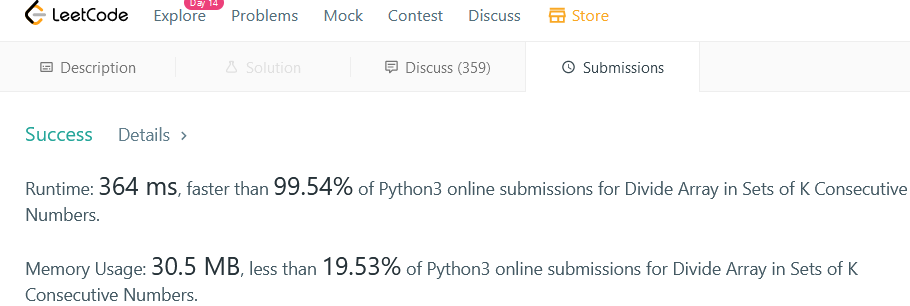 Day 14
LeetCode Explore Problems Mock Contest Discuss Store
Description Solution Discuss (359) Submissions
Success Details >
Runtime: 364 ms, faster than 99.54% of Python3 online submissions for Divide Array in Sets of K Consecutive
Numbers.
Memory Usage: 30.5 MB, less than 19.53% of Python3 online submissions for Divide Array in Sets of K
Consecutive Numbers.